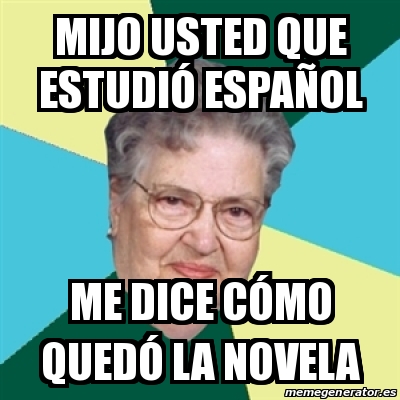 MIJO USTED QUE
ESTUDIÓ ESPAÑOL
ME DICE CÓMO
QUEDÓ LA NOVELA
memegenerator.es